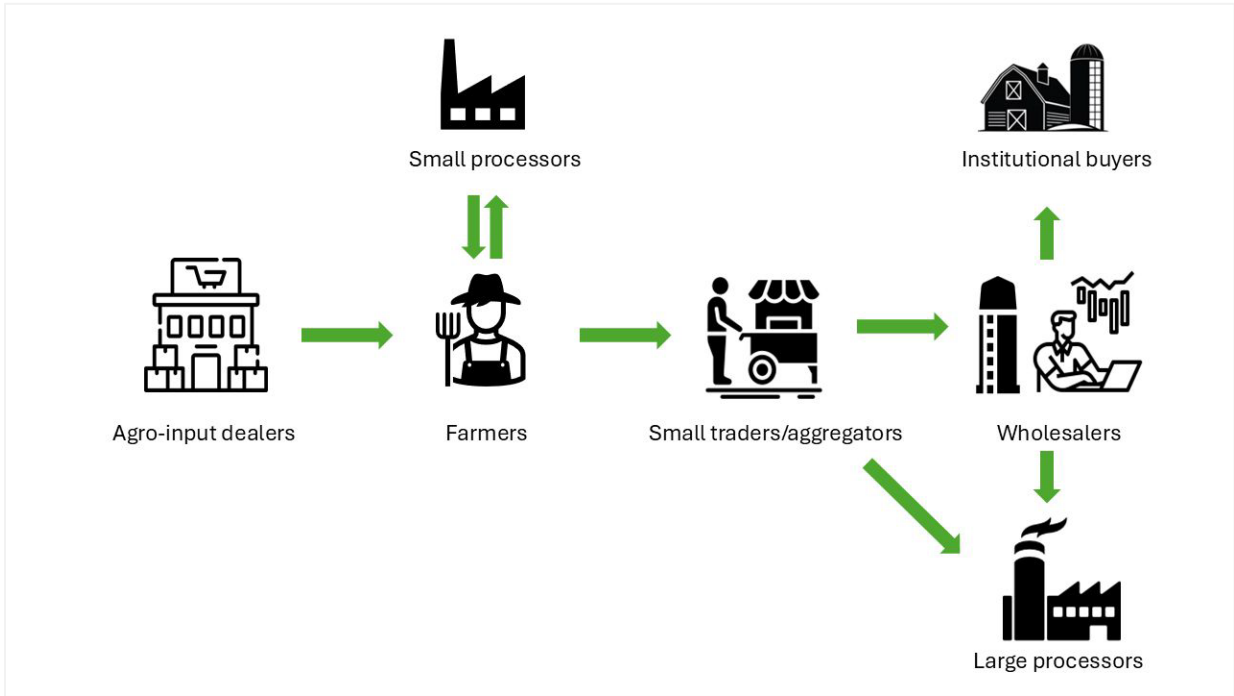 Small processors
Institutional buyers
Agro-input dealers
Farmers
Small traders/aggregators
Wholesalers
Large processors